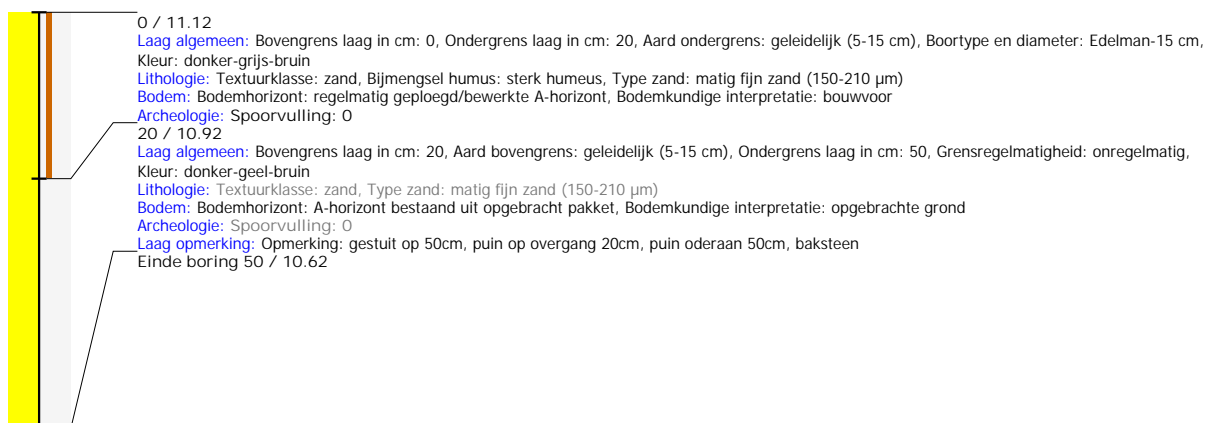 0 / 11.12
Laag algemeen: Bovengrens laag in cm: 0, Ondergrens laag in cm: 20, Aard ondergrens: geleidelijk (5-15 cm), Boortype en diameter: Edelman-15 cm,
Kleur: donker-grijs-bruin
Lithologie: Textuurklasse: zand, Bijmengsel humus: sterk humeus, Type zand: matig fijn zand (150-210 µm)
Bodem: Bodemhorizont: regelmatig geploegd/bewerkte A-horizont, Bodemkundige interpretatie: bouwvoor
Archeologie: Spoorvulling: 0
20 / 10.92
Laag algemeen: Bovengrens laag in cm: 20, Aard bovengrens: geleidelijk (5-15 cm), Ondergrens laag in cm: 50, Grensregelmatigheid: onregelmatig,
Kleur: donker-geel-bruin
Lithologie: Textuurklasse: zand, Type zand: matig fijn zand (150-210 µm)
Bodem: Bodemhorizont: A-horizont bestaand uit opgebracht pakket, Bodemkundige interpretatie: opgebrachte grond
Archeologie: Spoorvulling: 0
Laag opmerking: Opmerking: gestuit op 50cm, puin op overgang 20cm, puin oderaan 50cm, baksteen
Einde boring 50 / 10.62